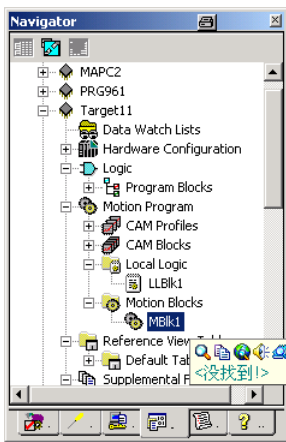 Navigator
MAPC2
PRG961
Target11
Data Watch Lists
Hardware Configuration
Logic
Program Blocks
Motion Program
CAM Profiles
CAM Blocks
Local Logic
LLBlk1
Motion Blocks
MBlk1
Reference View
Default Tab
<没找到!>
Supplemental F